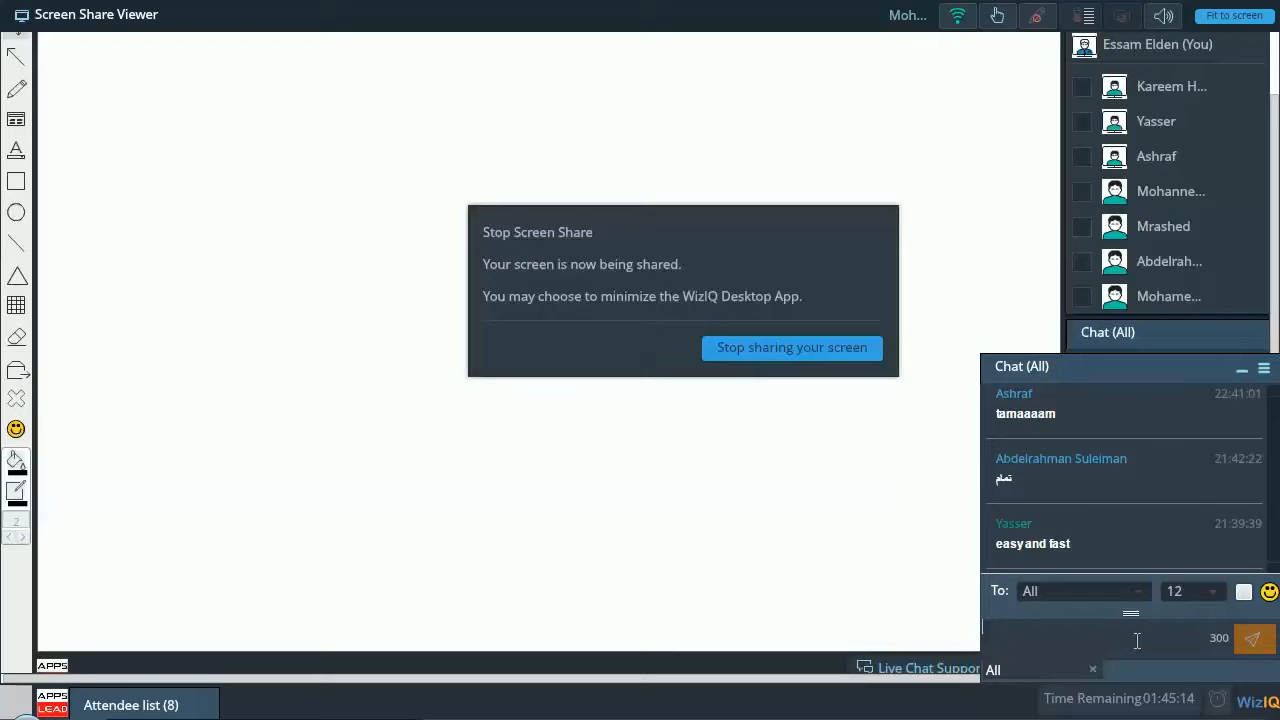 Screen Share Viewer
Moh...
Fit to screen
Essam Elden (You)
Kareem H...
Yasser
Ashraf
Mohanne...
Mrashed
Abdelrah...
Mohame...
Stop Screen Share
Your screen is now being shared.
You may choose to minimize the WizIQ Desktop App.
Stop sharing your screen
Chat (All)
Chat (All)
Ashraf 22:41:01
tamaaaam
Abdelrahman Suleiman 21:42:22
تمام
Yasser 21:39:39
easy and fast
To: All 12
300
All
2
APPS
Live Chat Suppor
APPS
LEAD
Attendee list (8)
Time Remaining 01:45:14
WizIQ